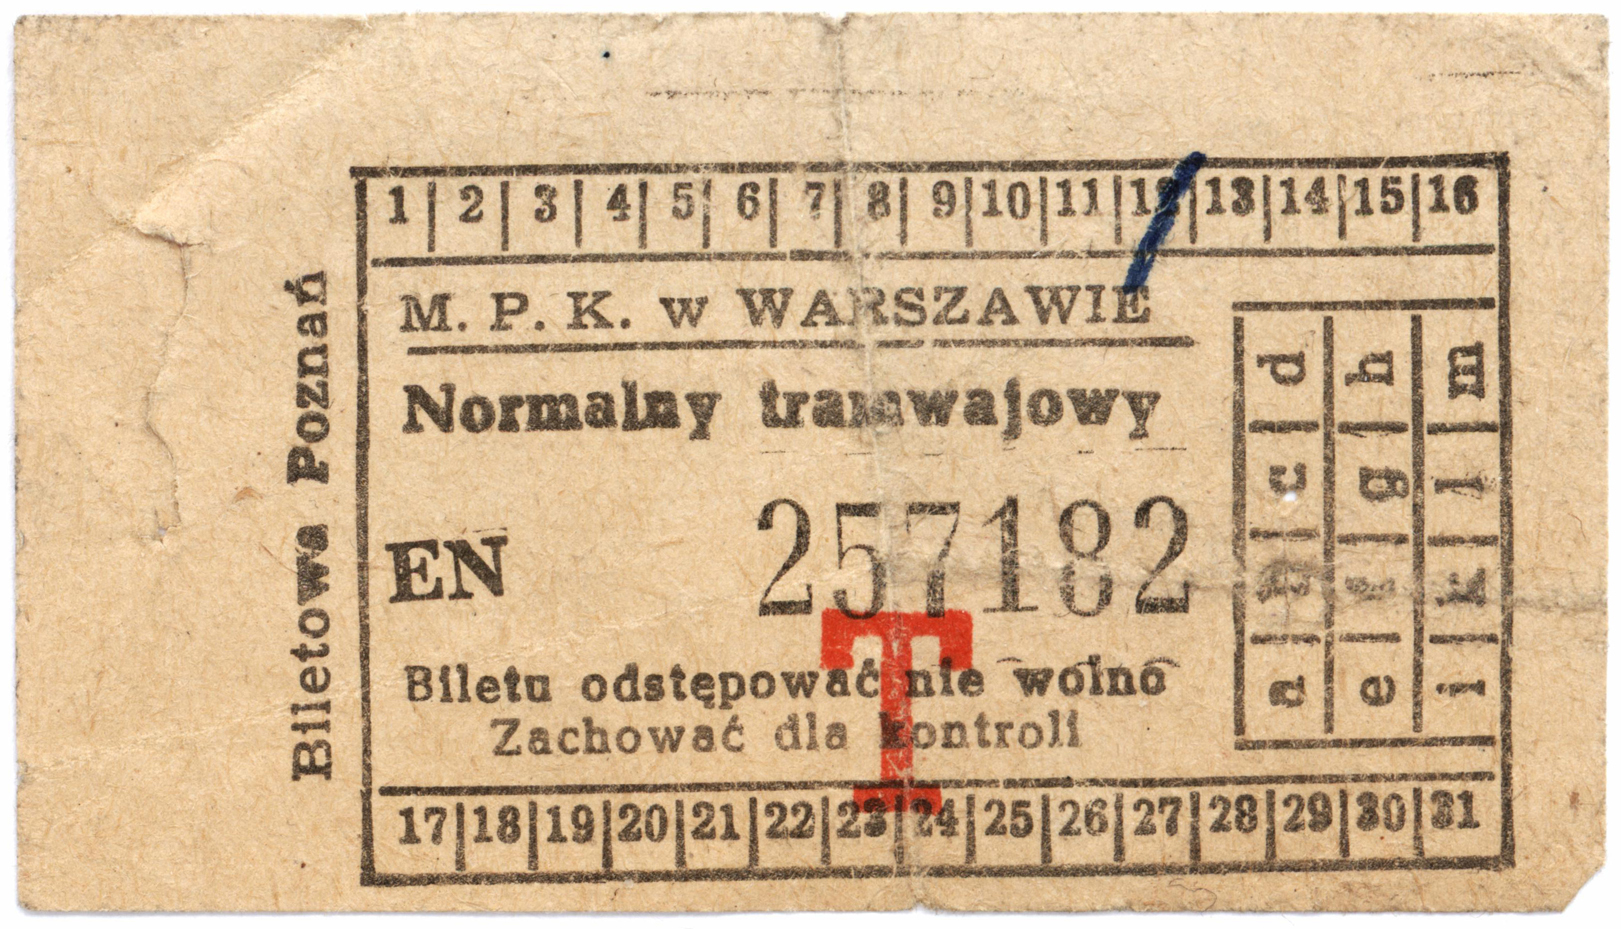 1 2 3 4 5 6 7 8 9 10 11 12 13 14 15 16
M. P. K. w WARSZAWIE
Normalny tramwajowy
EN 257182
T
Biletu odstępować nie wolno
Zachować dla kontroli
17 18 19 20 21 22 23 24 25 26 27 28 29 30 31
Biletowa Poznań
a b c d
e f g h
i k l m